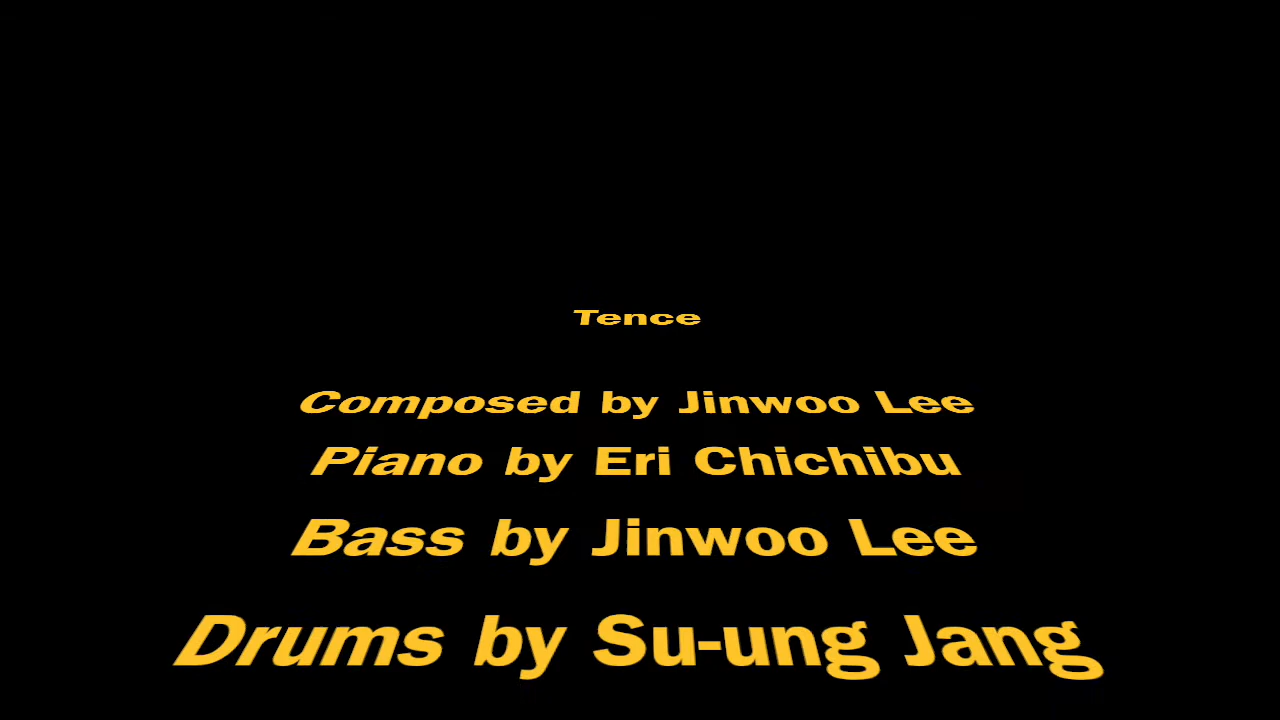 Tence
Composed by Jinwoo Lee
Piano by Eri Chichibu
Bass by Jinwoo Lee
Drums by Su-ung Jang